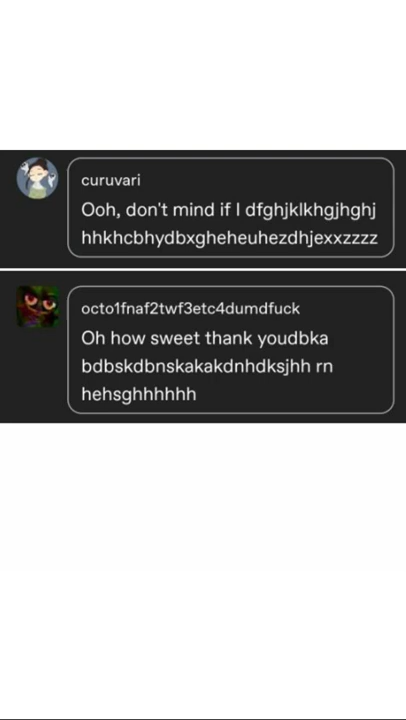 curuvari
Ooh, don't mind if I dfghjklkhgjhghj
hhkhcbhydbxgheheuhezdhjexxzzzz
octo1fnaf2twf3etc4dumdfuck
Oh how sweet thank youdbka
bdbskdbnskakakdnhdksjhh rn
hehsghhhhhh